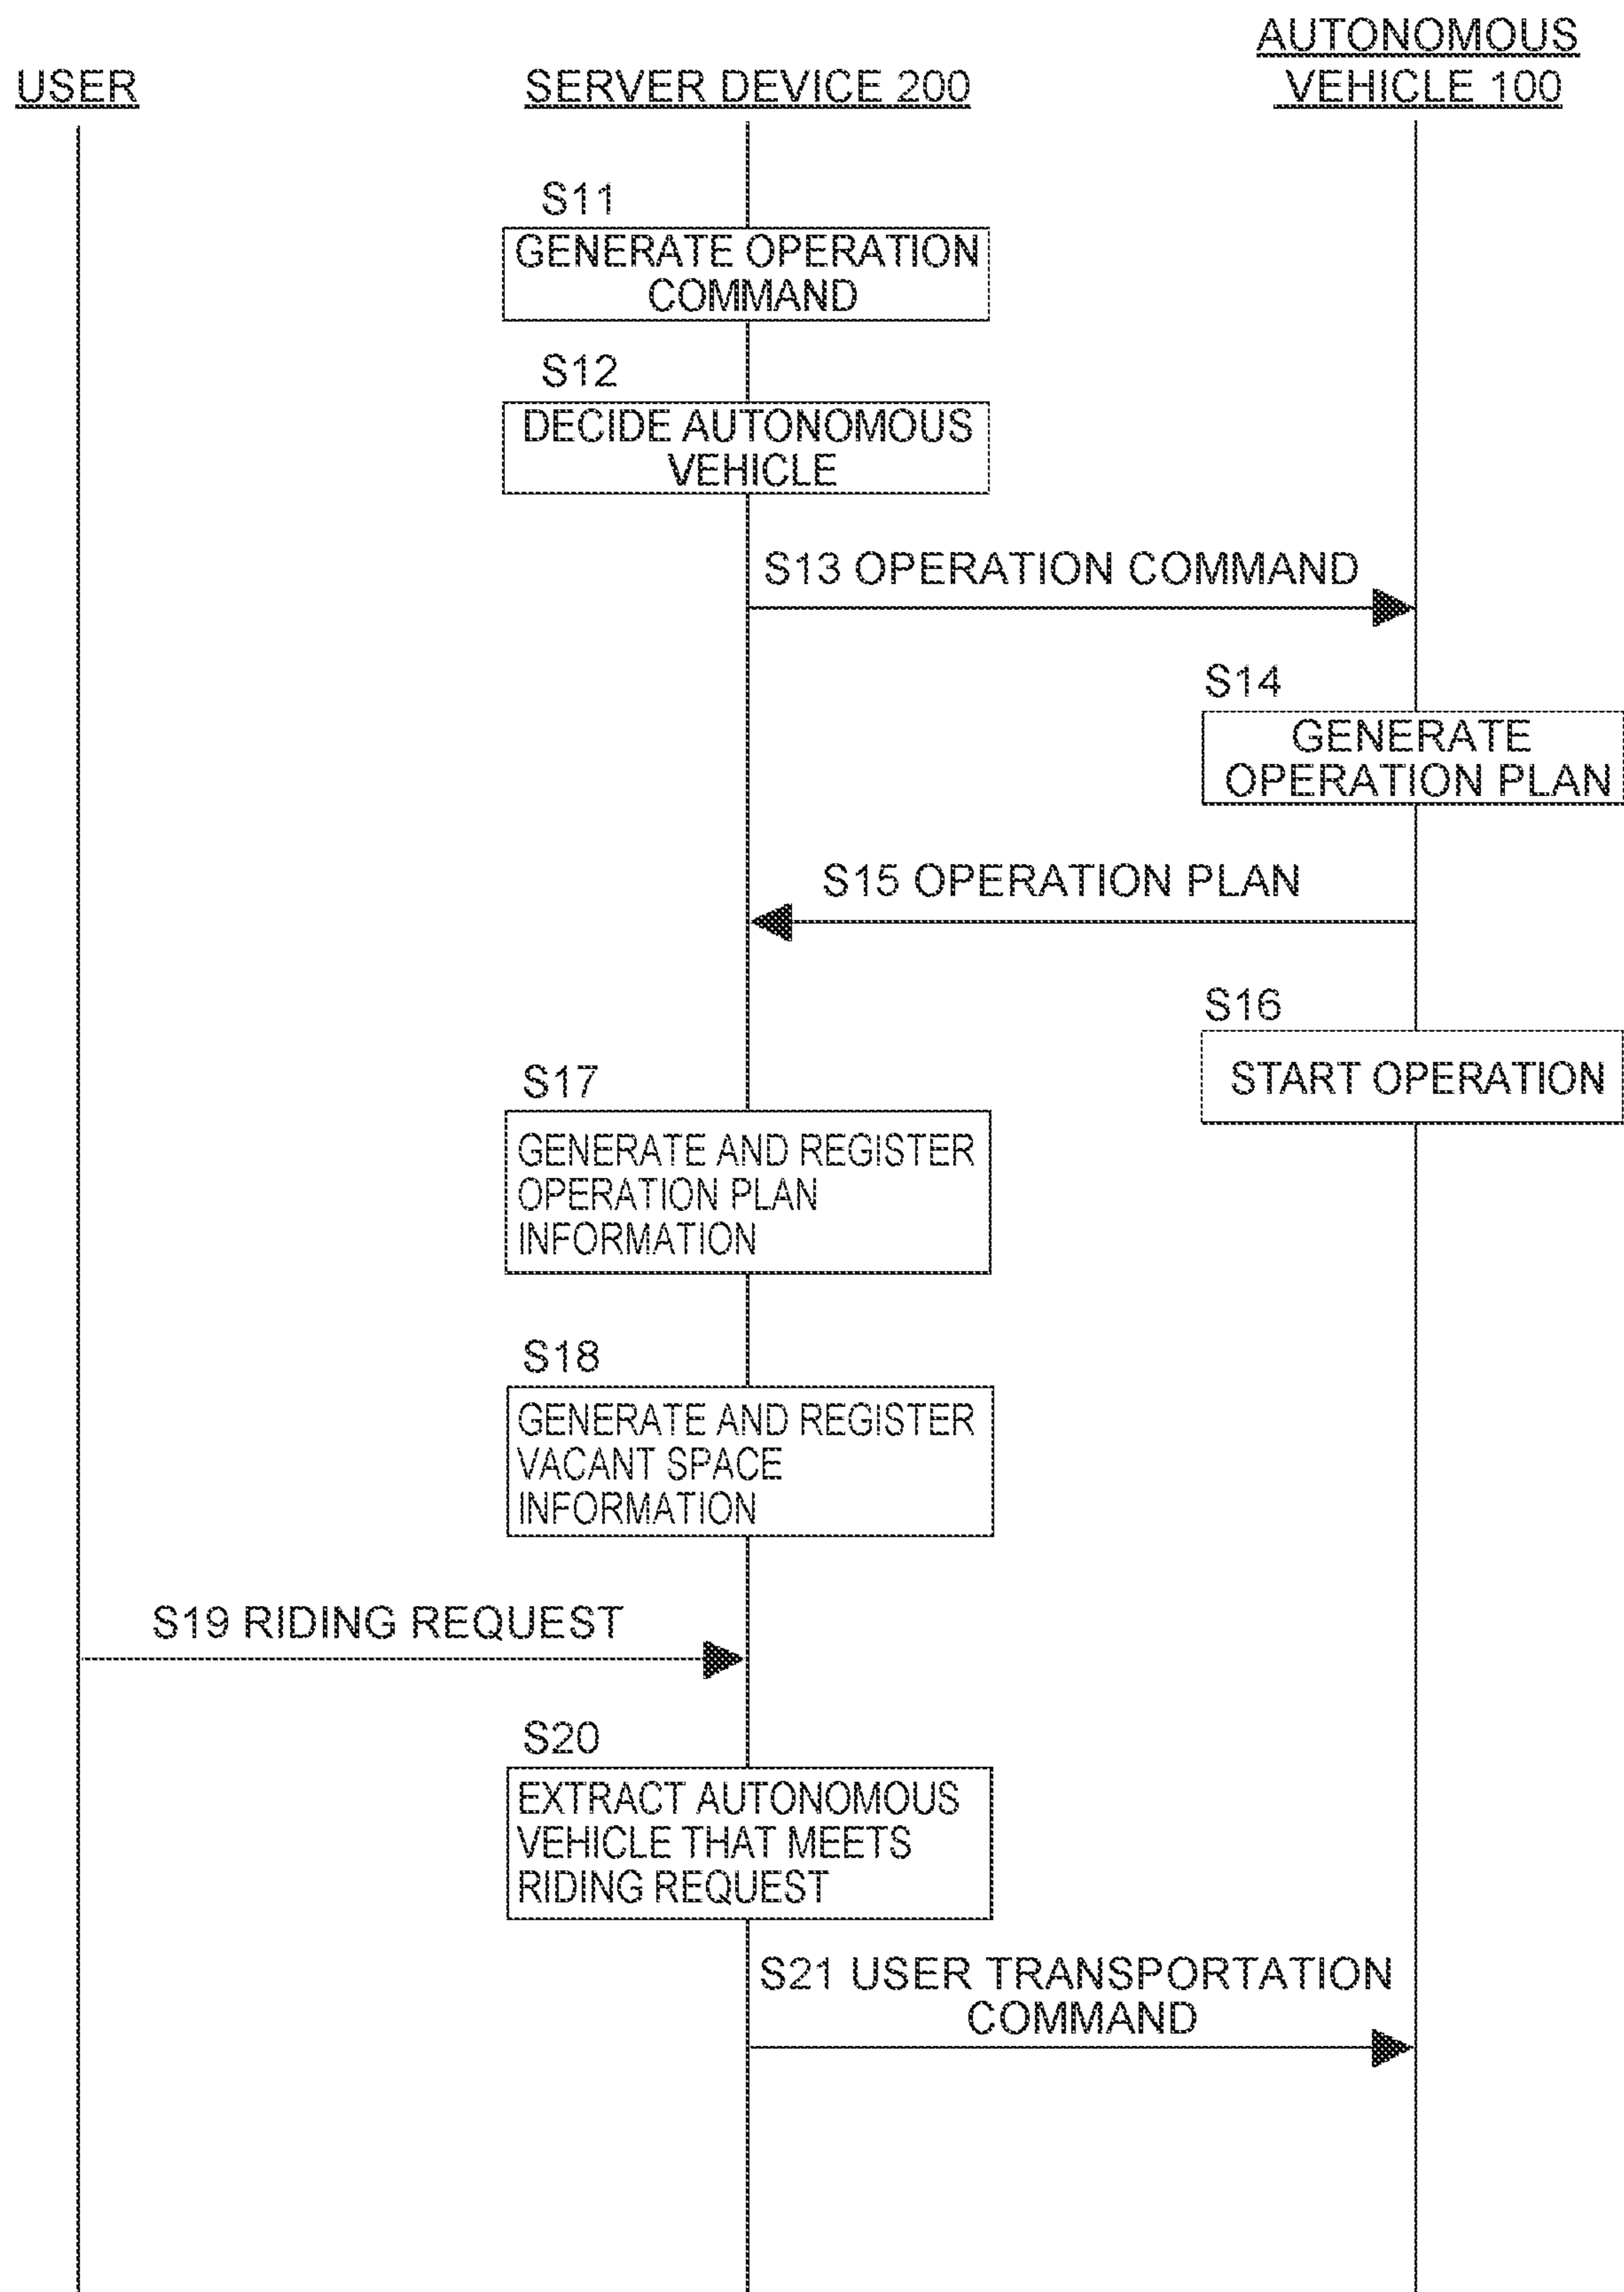 USER
SERVER DEVICE 200
AUTONOMOUS
VEHICLE 100
S11
GENERATE OPERATION
COMMAND
S12
DECIDE AUTONOMOUS
VEHICLE
S13 OPERATION COMMAND
S14
GENERATE
OPERATION PLAN
S15 OPERATION PLAN
S16
START OPERATION
S17
GENERATE AND REGISTER
OPERATION PLAN
INFORMATION
S18
GENERATE AND REGISTER
VACANT SPACE
INFORMATION
S19 RIDING REQUEST
S20
EXTRACT AUTONOMOUS
VEHICLE THAT MEETS
RIDING REQUEST
S21 USER TRANSPORTATION
COMMAND